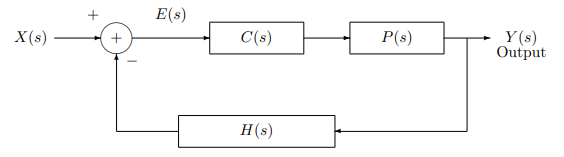 +
E(s)
X(s)
+
C(s)
P(s)
Y(s)
Output
−
H(s)